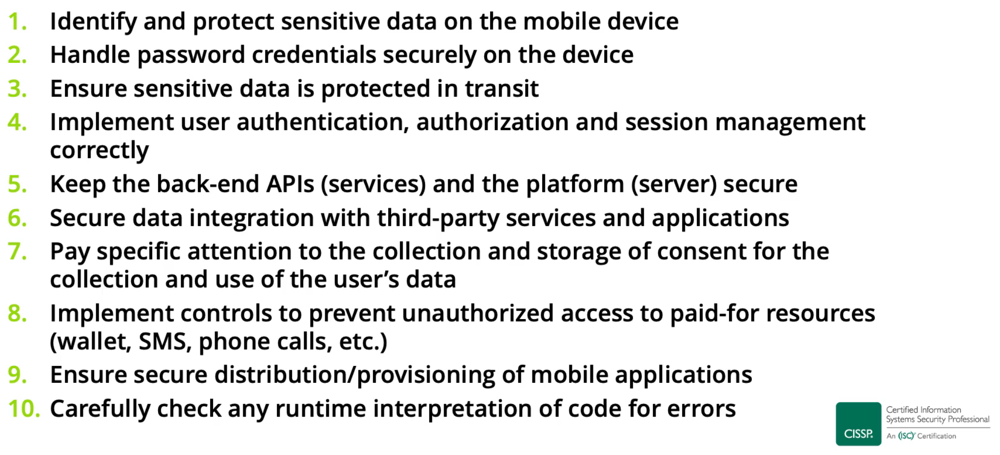 1. Identify and protect sensitive data on the mobile device
2. Handle password credentials securely on the device
3. Ensure sensitive data is protected in transit
4. Implement user authentication, authorization and session management
correctly
5. Keep the back-end APIs (services) and the platform (server) secure
6. Secure data integration with third-party services and applications
7. Pay specific attention to the collection and storage of consent for the
collection and use of the user’s data
8. Implement controls to prevent unauthorized access to paid-for resources
(wallet, SMS, phone calls, etc.)
9. Ensure secure distribution/provisioning of mobile applications
10. Carefully check any runtime interpretation of code for errors
CISSP®
Certified Information
Systems Security Professional
An (ISC)² Certification